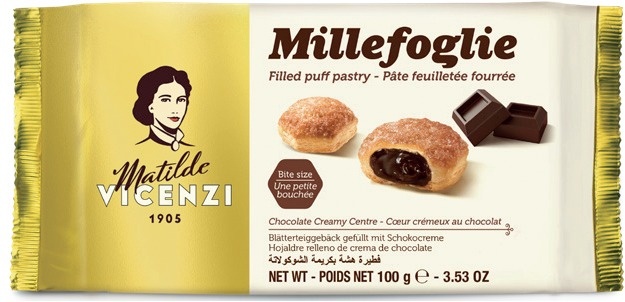 Millefoglie
Filled puff pastry - Pâte feuilletée fourrée
Bite size
Une petite
bouchée
Matilde
VICENZI
1905
Chocolate Creamy Centre - Cœur crémeux au chocolat
Blätterteiggebäck gefüllt mit Schokocreme
Hojaldre relleno de crema de chocolate
فطيرة هشة بكريمة الشوكولاتة
NET WT - POIDS NET 100 g ℮ - 3.53 OZ